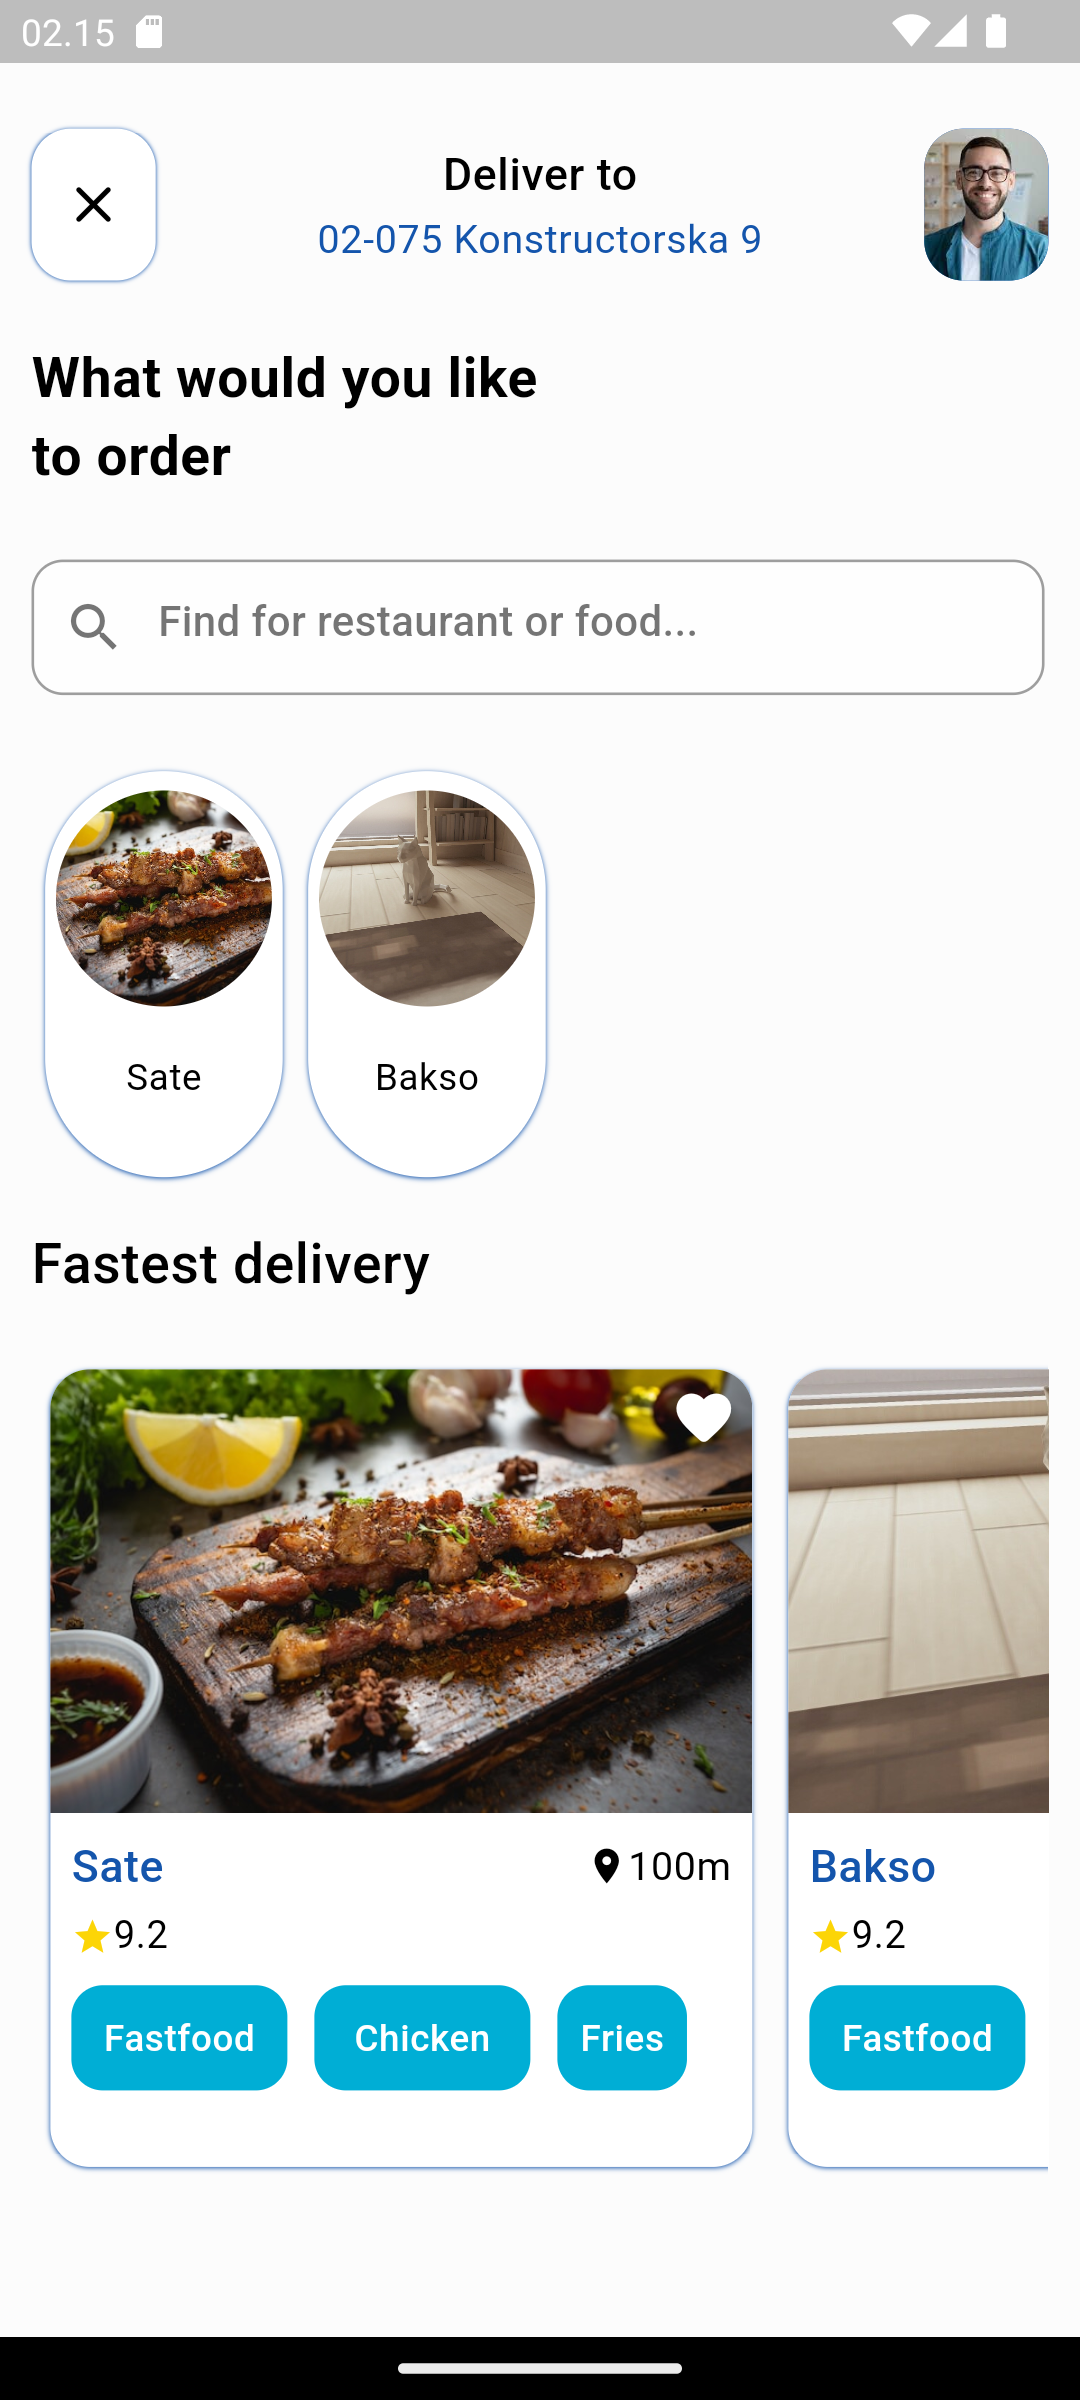 02.15
Deliver to
02-075 Konstructorska 9
What would you like
to order
Find for restaurant or food...
Sate
Bakso
Fastest delivery
Sate
100m
9.2
Fastfood
Chicken
Fries
Bakso
9.2
Fastfood